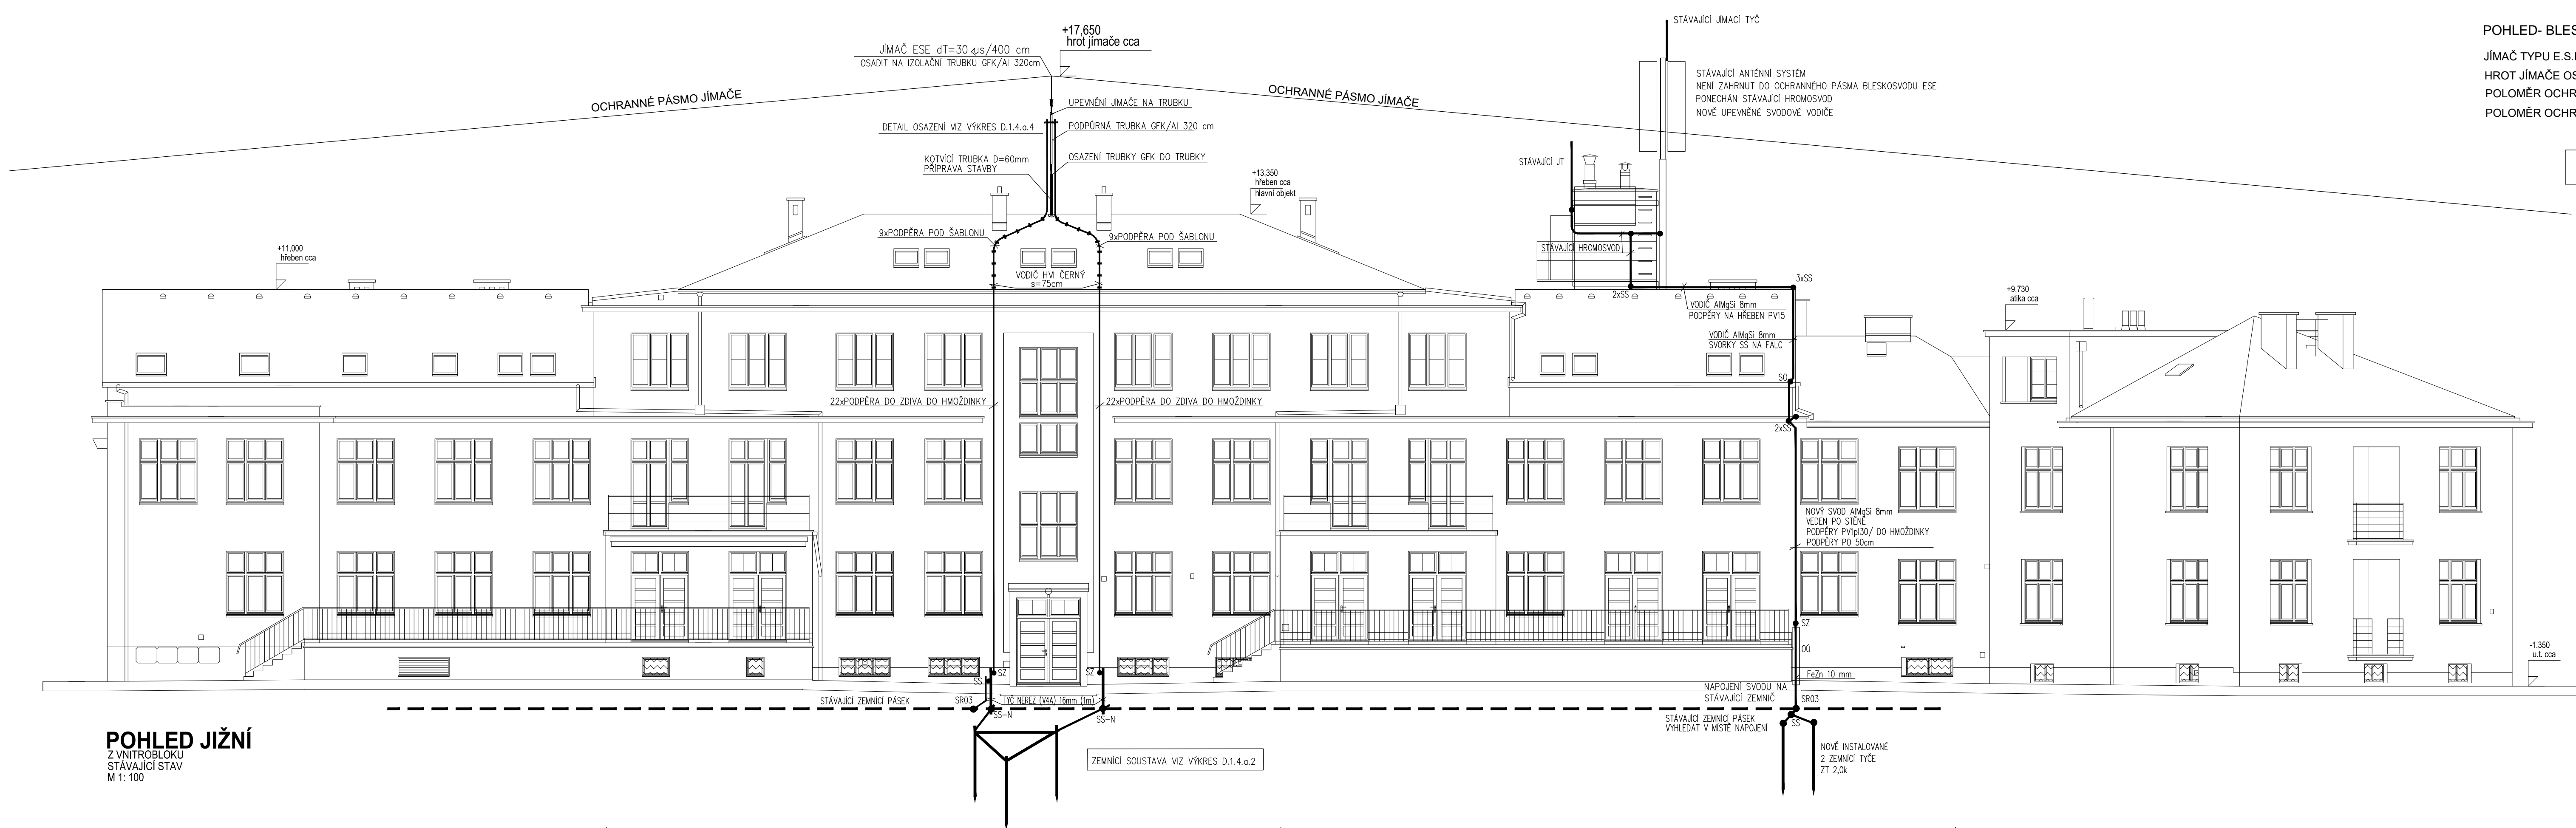 +17,650
hrot jímače cca
JÍMAČ ESE dT=30 µs/400 cm
OSADIT NA IZOLAČNÍ TRUBKU GFK/Al 320cm
OCHRANNÉ PÁSMO JÍMAČE
OCHRANNÉ PÁSMO JÍMAČE
UPEVNĚNÍ JÍMAČE NA TRUBKU
DETAIL OSAZENÍ VIZ VÝKRES D.1.4.a.4
PODPŮRNÁ TRUBKA GFK/Al 320 cm
KOTVÍCÍ TRUBKA D=60mm
PŘÍPRAVA STAVBY
OSAZENÍ TRUBKY GFK DO TRUBKY
+13,350
hřeben cca
hlavní objekt
STÁVAJÍCÍ JÍMACÍ TYČ
STÁVAJÍCÍ ANTÉNNÍ SYSTÉM
NENÍ ZAHRNUT DO OCHRANNÉHO PÁSMA BLESKOSVODU ESE
PONECHÁN STÁVAJÍCÍ HROMOSVOD
NOVĚ UPEVNĚNÉ SVODOVÉ VODIČE
STÁVAJÍCÍ JT
STÁVAJÍCÍ HROMOSVOD
POHLED- BLES
JÍMAČ TYPU E.S.
HROT JÍMAČE OS
POLOMĚR OCHR
POLOMĚR OCHR
+11,000
hřeben cca
9xPODPĚRA POD ŠABLONU
9xPODPĚRA POD ŠABLONU
VODIČ HVI ČERNÝ
s=75cm
3xSS
2xSS
VODIČ AlMgSi 8mm
PODPĚRY NA HŘEBEN PV15
VODIČ AlMgSi 8mm
SVORKY SS NA FALC
+9,730
atika cca
SO
22xPODPĚRA DO ZDIVA DO HMOŽDINKY
22xPODPĚRA DO ZDIVA DO HMOŽDINKY
2xSS
NOVÝ SVOD AlMgSi 8mm
VEDEN PO STĚNĚ
PODPĚRY PV1pl30/ DO HMOŽDINKY
PODPĚRY PO 50cm
SZ
OÚ
FeZn 10 mm
-1,350
u.t. cca
SZ
SZ
SS
STÁVAJÍCÍ ZEMNÍCÍ PÁSEK
SR03
TYČ NEREZ (V4A) 16mm (1m)
SS-N
SS-N
NAPOJENÍ SVODU NA
STÁVAJÍCÍ ZEMNIČ
SR03
STÁVAJÍCÍ ZEMNÍCÍ PÁSEK
VYHLEDAT V MÍSTĚ NAPOJENÍ
SS
NOVĚ INSTALOVANÉ
2 ZEMNÍCÍ TYČE
ZT 2,0k
ZEMNÍCÍ SOUSTAVA VIZ VÝKRES D.1.4.a.2
POHLED JIŽNÍ
Z VNITROBLOKU
STÁVAJÍCÍ STAV
M 1: 100